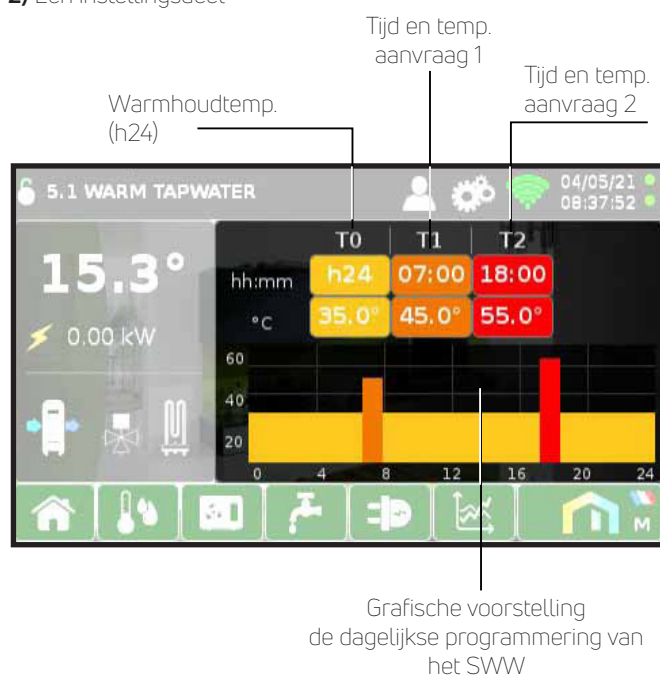 Tijd en temp.
aanvraag 1
Tijd en temp.
aanvraag 2
Warmhoudtemp.
(h24)
5.1 WARM TAPWATER
04/05/21
08:37:52
15.3°
0.00 kW
T0 T1 T2
hh:mm h24 07:00 18:00
°C 35.0° 45.0° 55.0°
60
40
20
0 4 8 12 16 20 24
M
Grafische voorstelling
de dagelijkse programmering van
het SWW